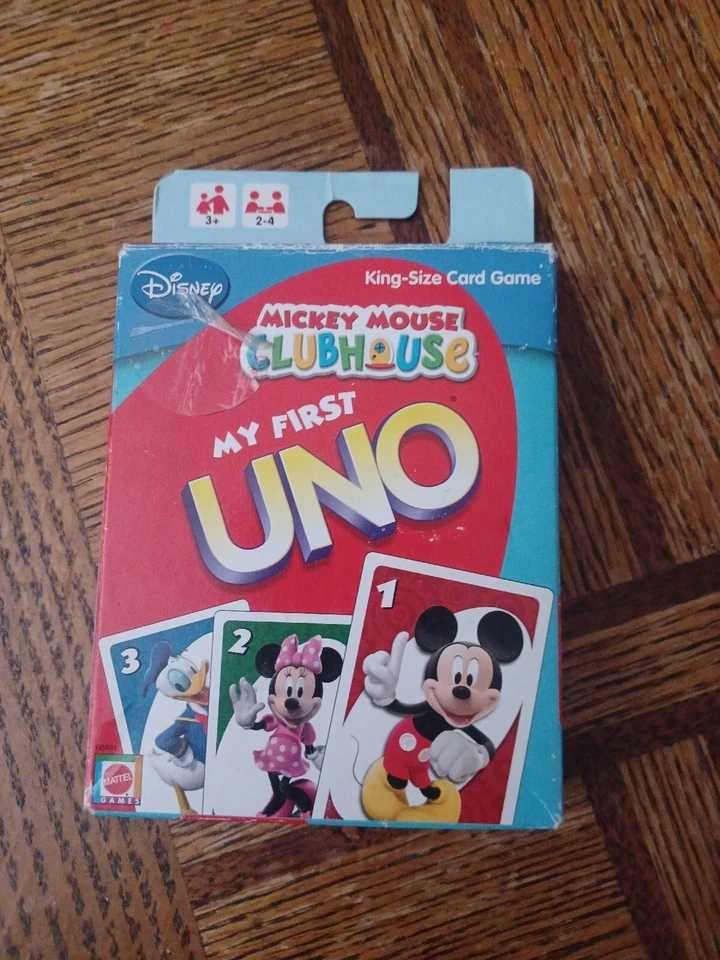 3+
2-4
Disney
King-Size Card Game
MICKEY MOUSE
CLUBHOUSE
MY FIRST
UNO
®
1
2
3
MATTEL
GAMES